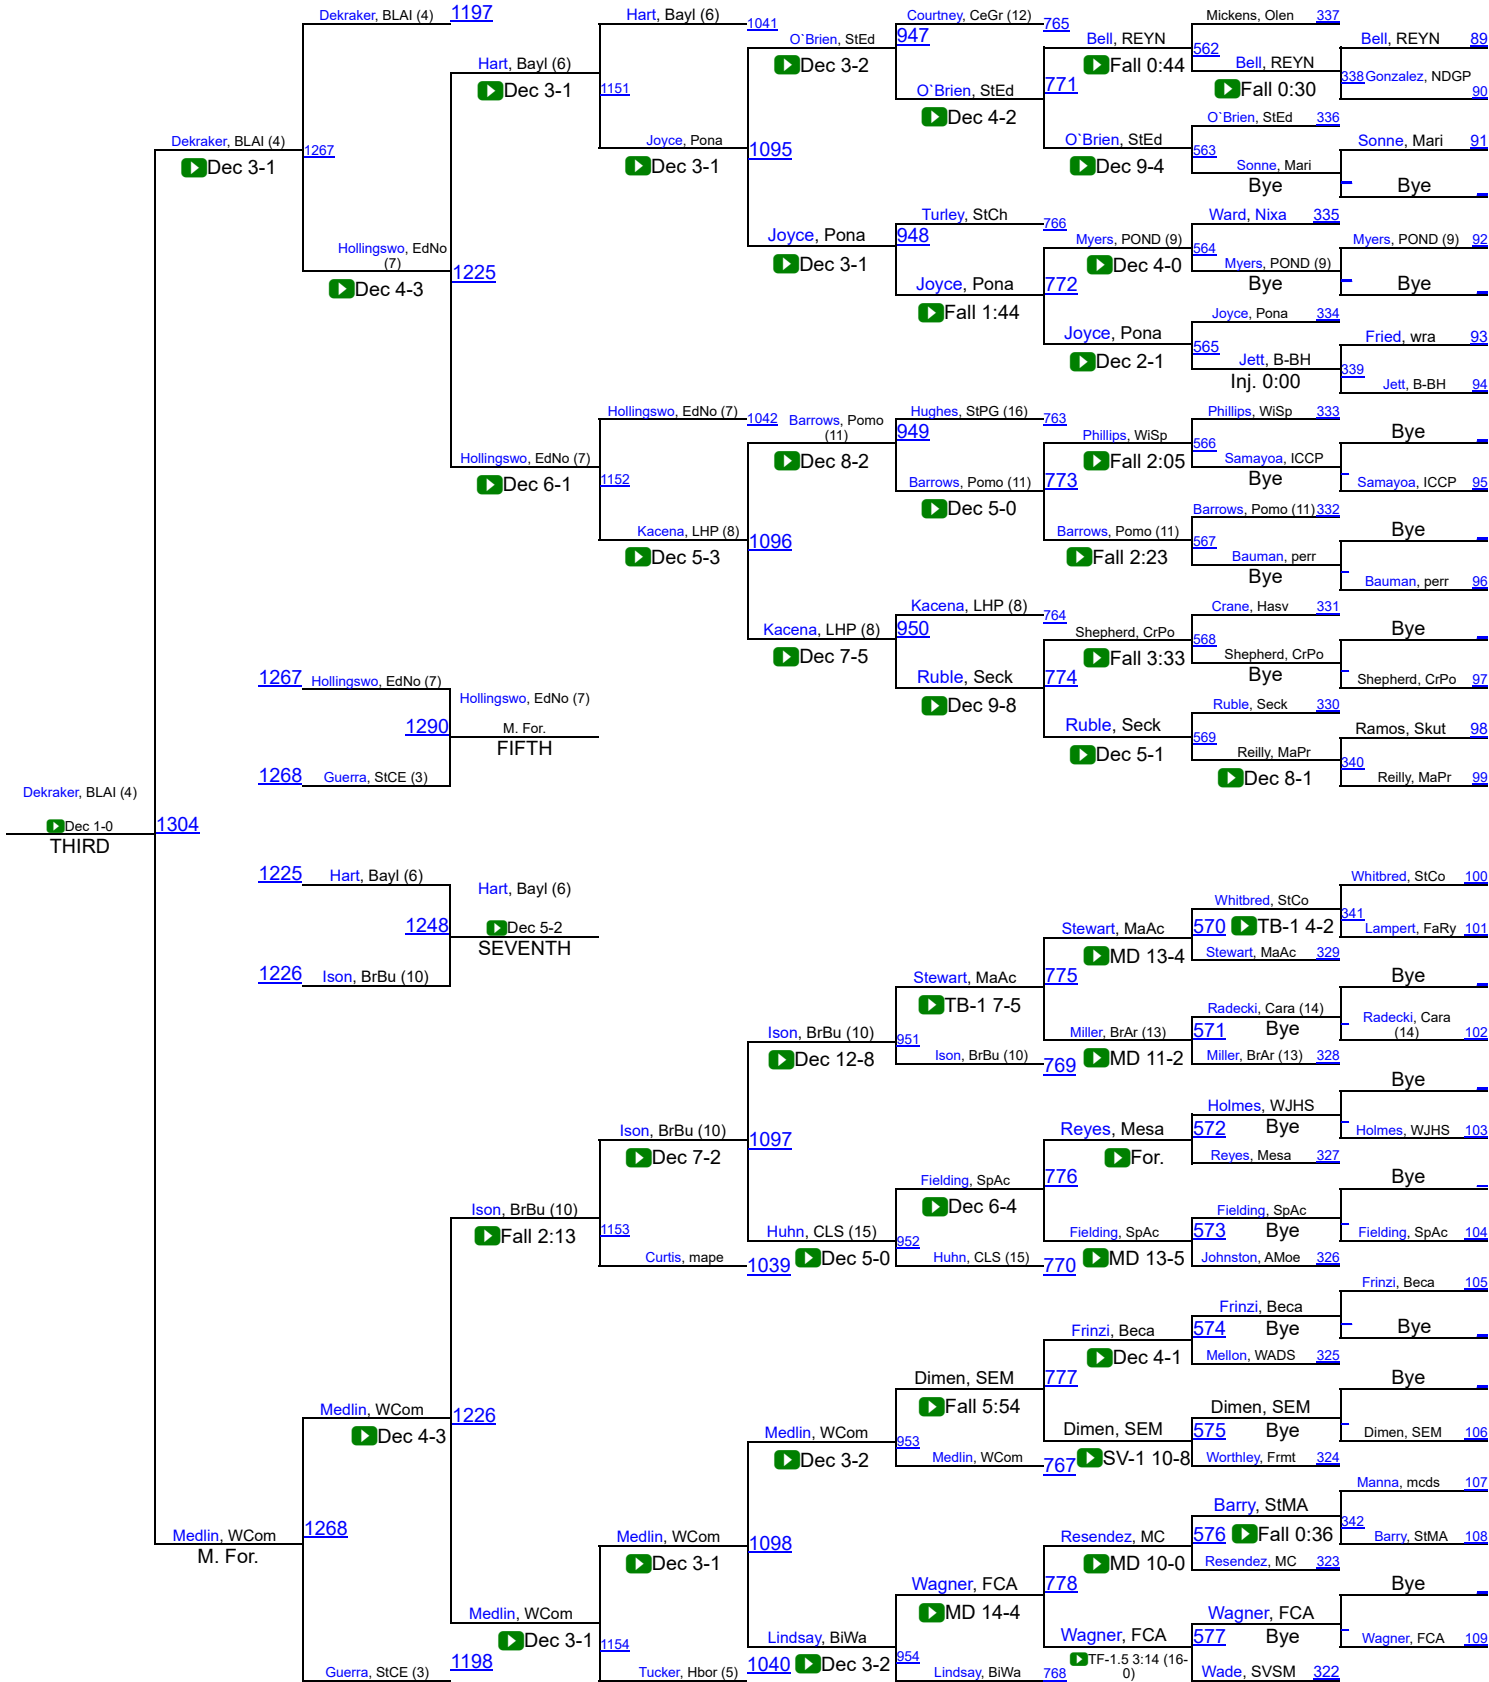 Dekraker, BLAI (4) 1197 Hart, Bayl (6) 1041 Courtney, CeGr (12) 765 Mickens, Olen 337
O`Brien, StEd 947 Bell, REYN Bell, REYN 89
562
Hart, Bayl (6) Dec 3-2 Fall 0:44 Bell, REYN 338 Gonzalez, NDGP
Dec 3-1 1151 O`Brien, StEd 771 Fall 0:30 90
Dec 4-2 O`Brien, StEd 336
Dekraker, BLAI (4) 1267 Joyce, Pona 1095 O`Brien, StEd 563 Sonne, Mari 91
Dec 3-1 Dec 3-1 Dec 9-4 Sonne, Mari
Bye Bye
Turley, StCh 766 Ward, Nixa 335
Joyce, Pona 948 Myers, POND (9) 564 Myers, POND (9) 92
Hollingswo, EdNo
(7) 1225 Dec 3-1 Dec 4-0 Myers, POND (9)
Dec 4-3 Joyce, Pona 772 Bye Bye
Fall 1:44 Joyce, Pona 334
Joyce, Pona 565 Fried, wra 93
Dec 2-1 Jett, B-BH 339
Inj. 0:00 Jett, B-BH 94
Hollingswo, EdNo (7) 1042 Hughes, StPG (16) 763 Phillips, WiSp 333
Barrows, Pomo
(11) 949 Phillips, WiSp 566 Bye
Hollingswo, EdNo (7) Dec 8-2 Fall 2:05 Samayoa, ICCP
Dec 6-1 1152 Barrows, Pomo (11) 773 Bye Samayoa, ICCP 95
Dec 5-0 Barrows, Pomo (11) 332
Kacena, LHP (8) 1096 Barrows, Pomo (11) 567 Bye
Dec 5-3 Fall 2:23 Bauman, perr
Bye Bauman, perr 96
Kacena, LHP (8) 764 Crane, Hasv 331
Kacena, LHP (8) 950 Shepherd, CrPo 568 Bye
Dec 7-5 Fall 3:33 Shepherd, CrPo
1267 Hollingswo, EdNo (7) Ruble, Seck 774 Bye Shepherd, CrPo 97
Hollingswo, EdNo (7) Dec 9-8 Ruble, Seck 330
1290 M. For. Ruble, Seck 569 Ramos, Skut 98
FIFTH Dec 5-1 Reilly, MaPr 340
1268 Guerra, StCE (3) Dec 8-1 Reilly, MaPr 99
Dekraker, BLAI (4)
Dec 1-0 1304
THIRD
1225 Hart, Bayl (6) Whitbred, StCo 100
Hart, Bayl (6) Whitbred, StCo 341
1248 Dec 5-2 Stewart, MaAc 570 TB-1 4-2 Lampert, FaRy 101
SEVENTH MD 13-4 Stewart, MaAc 329
1226 Ison, BrBu (10) Stewart, MaAc 775 Bye
TB-1 7-5 Radecki, Cara (14) Radecki, Cara
(14) 102
Ison, BrBu (10) 951 Miller, BrAr (13) 571 Bye
Dec 12-8 Ison, BrBu (10) 769 MD 11-2 Miller, BrAr (13) 328
Bye
Holmes, WJHS
Ison, BrBu (10) 1097 Reyes, Mesa 572 Bye Holmes, WJHS 103
Dec 7-2 For. Reyes, Mesa 327
Fielding, SpAc 776 Bye
Ison, BrBu (10) Dec 6-4 Fielding, SpAc
Fall 2:13 1153 Huhn, CLS (15) 952 Fielding, SpAc 573 Bye Fielding, SpAc 104
Curtis, mape 1039 Dec 5-0 Huhn, CLS (15) 770 MD 13-5 Johnston, AMoe 326
Frinzi, Beca 105
Frinzi, Beca
Frinzi, Beca 574 Bye Bye
Dec 4-1 Mellon, WADS 325
Dimen, SEM 777 Bye
Medlin, WCom 1226 Fall 5:54 Dimen, SEM
Dec 4-3 Medlin, WCom 953 Dimen, SEM 575 Bye Dimen, SEM 106
Dec 3-2 Medlin, WCom 767 SV-1 10-8 Worthley, Frmt 324
Manna, mcds 107
Barry, StMA 342
Medlin, WCom 1268 Medlin, WCom 1098 Resendez, MC 576 Fall 0:36 Barry, StMA 108
M. For. Dec 3-1 MD 10-0 Resendez, MC 323
Wagner, FCA 778 Bye
Medlin, WCom MD 14-4 Wagner, FCA
Dec 3-1 1154 Lindsay, BiWa 954 Wagner, FCA 577 Bye Wagner, FCA 109
Guerra, StCE (3) 1198 Tucker, Hbor (5) 1040 Dec 3-2 Lindsay, BiWa 768 TF-1.5 3:14 (16-
0) Wade, SVSM 322